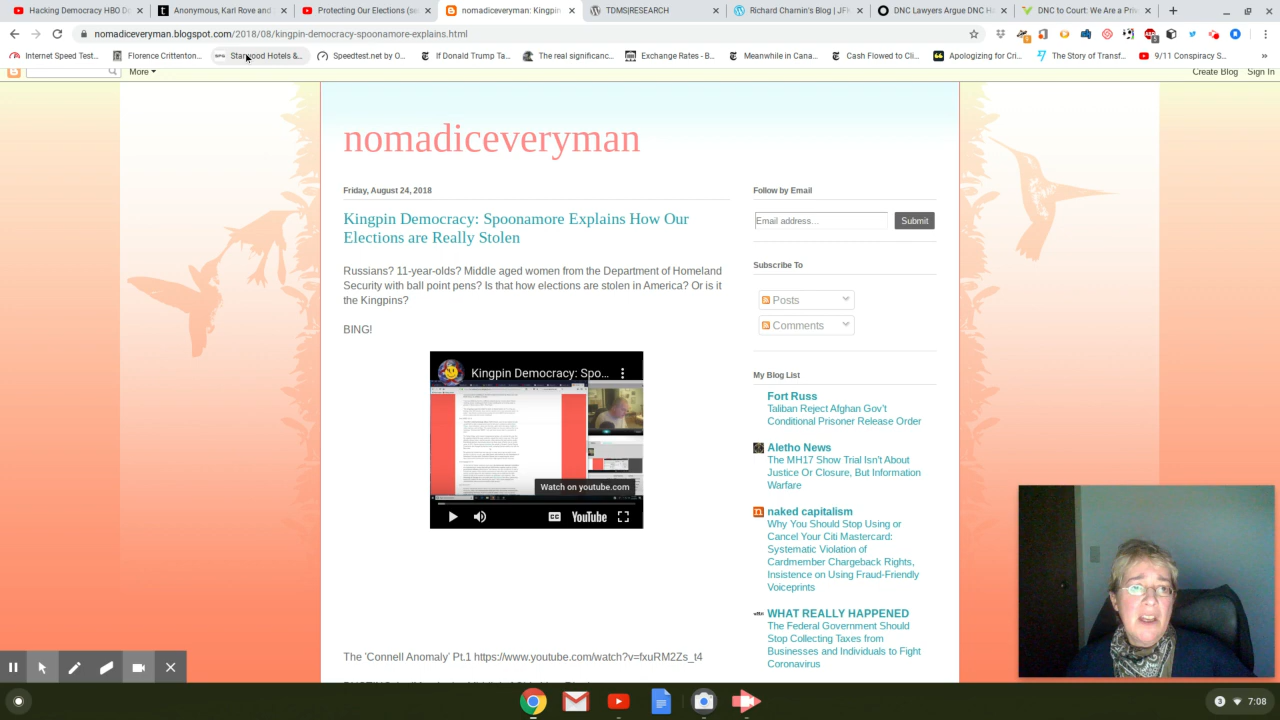 Hacking Democracy HBO De
Anonymous, Karl Rove and
Protecting Our Elections (se
nomadiceveryman: Kingpin
TDMS|RESEARCH
Richard Charnin's Blog | JFK
DNC Lawyers Argue DNC Ha
DNC to Court: We Are a Priv
nomadiceveryman.blogspot.com/2018/08/kingpin-democracy-spoonamore-explains.html
Internet Speed Test...
Florence Crittenton...
Starwood Hotels &...
Speedtest.net by O...
If Donald Trump Ta...
The real significanc...
Exchange Rates - B...
Meanwhile in Cana...
Cash Flowed to Cli...
Apologizing for Cri...
The Story of Transf...
9/11 Conspiracy S...
More
Create Blog Sign In
nomadiceveryman
Friday, August 24, 2018
Kingpin Democracy: Spoonamore Explains How Our
Elections are Really Stolen
Russians? 11-year-olds? Middle aged women from the Department of Homeland
Security with ball point pens? Is that how elections are stolen in America? Or is it
the Kingpins?
BING!
Kingpin Democracy: Spo...
Watch on youtube.com
CC YouTube
The 'Connell Anomaly' Pt.1 https://www.youtube.com/watch?v=fxuRM2Zs_t4
Follow by Email
Email address...
Submit
Subscribe To
Posts
Comments
My Blog List
Fort Russ
Taliban Reject Afghan Gov't
Conditional Prisoner Release Order
Aletho News
The MH17 Show Trial Isn't About
Justice Or Closure, But Information
Warfare
naked capitalism
Why You Should Stop Using or
Cancel Your Citi Mastercard:
Systematic Violation of
Cardmember Chargeback Rights,
Insistence on Using Fraud-Friendly
Voiceprints
WHAT REALLY HAPPENED
The Federal Government Should
Stop Collecting Taxes from
Businesses and Individuals to Fight
Coronavirus
3 7:08